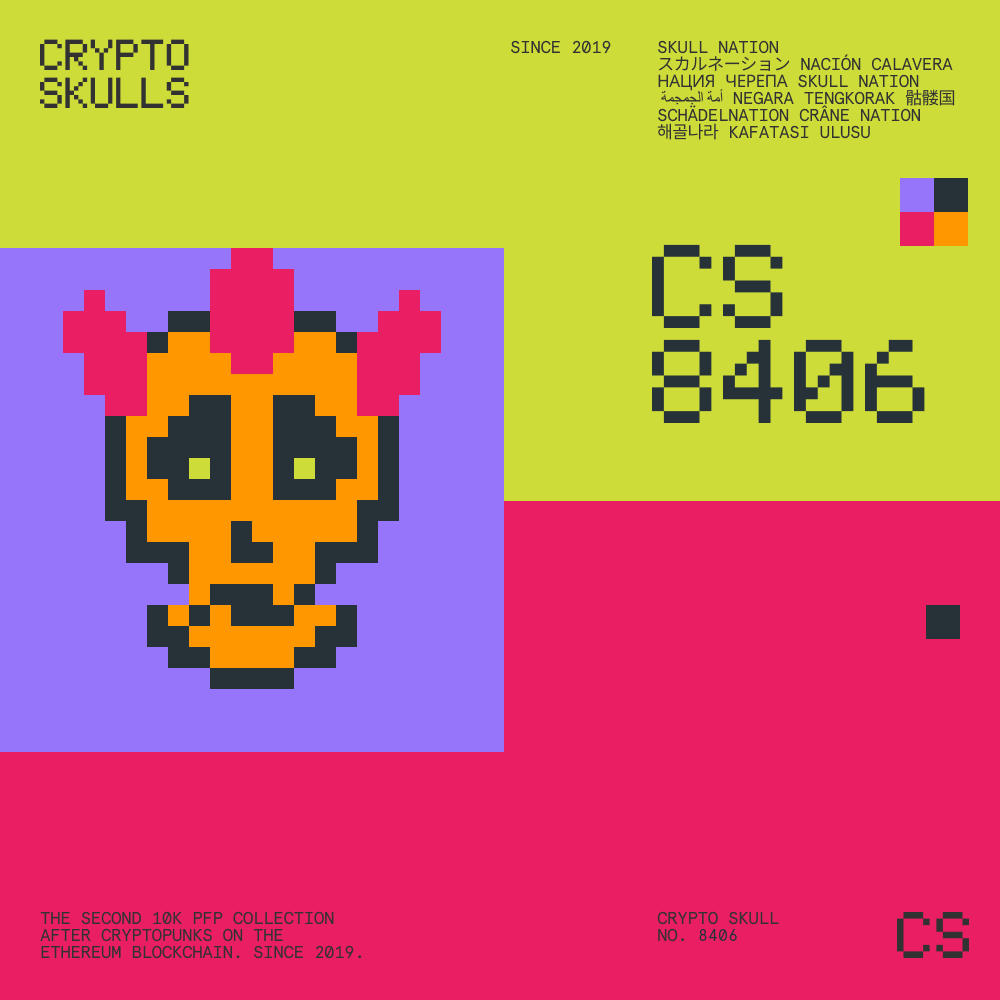 CRYPTO
SKULLS
SINCE 2019
SKULL NATION
スカルネーション NACIÓN CALAVERA
НАЦИЯ ЧЕРЕПА SKULL NATION
أمة الجمجمة NEGARA TENGKORAK 骷髅国
SCHÄDELNATION CRÂNE NATION
해골나라 KAFATASI ULUSU
CS
8406
THE SECOND 10K PFP COLLECTION
AFTER CRYPTOPUNKS ON THE
ETHEREUM BLOCKCHAIN. SINCE 2019.
CRYPTO SKULL
NO. 8406
CS